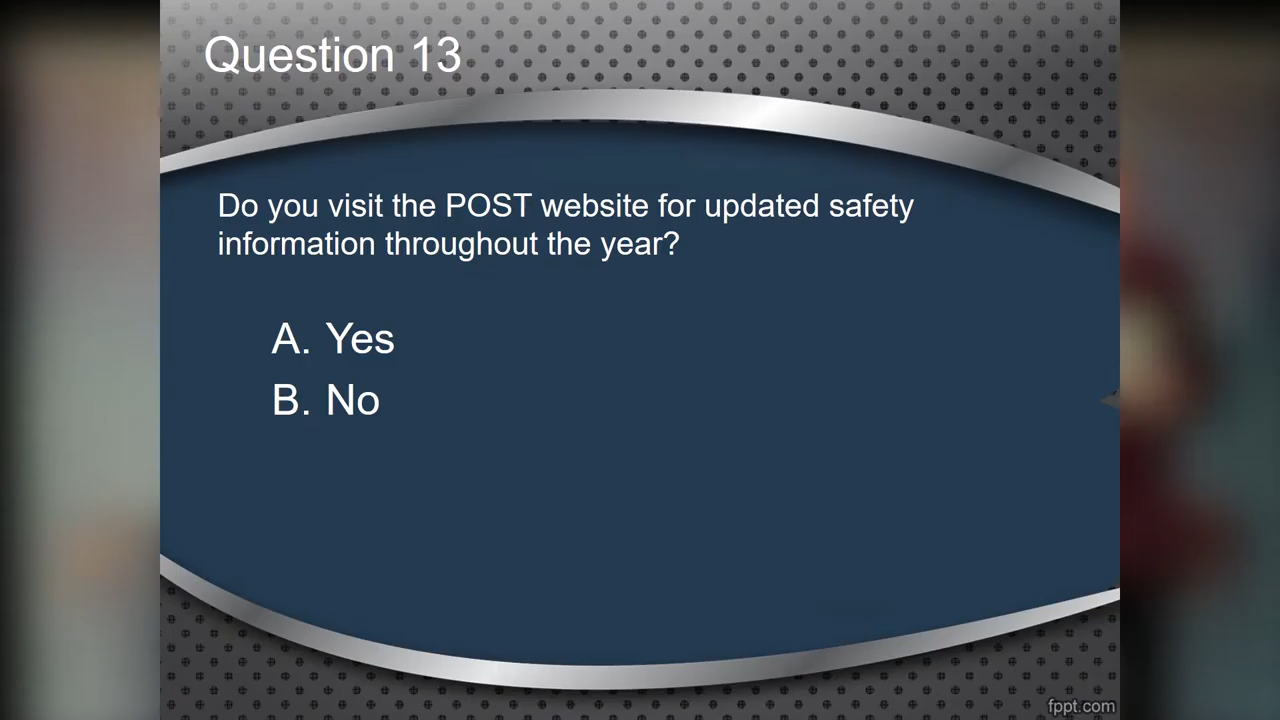 Question 13
Do you visit the POST website for updated safety
information throughout the year?
A. Yes
B. No
fppt.com